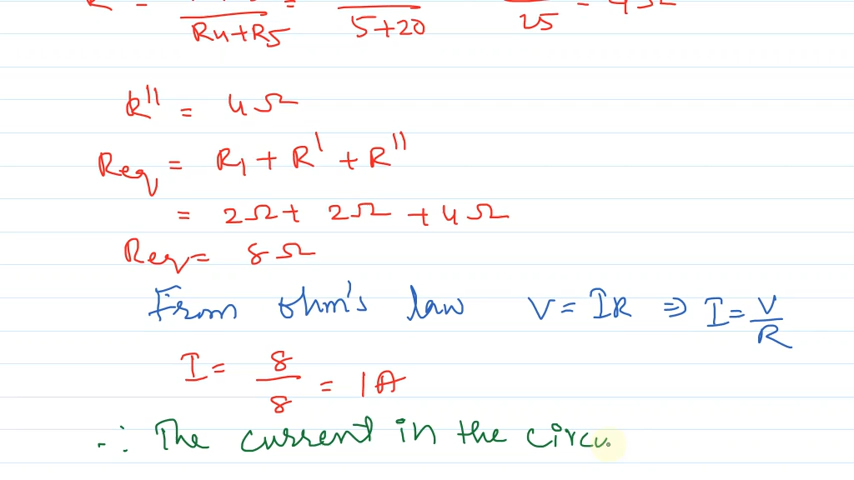 R4+R5 = 5+20 25 = 4Ω
R'' = 4Ω
Req = R1 + R' + R''
= 2Ω + 2Ω + 4Ω
Req = 8Ω
From ohm's law V = IR ⇒ I = V/R
I = 8/8 = 1A
∴ The current in the circu